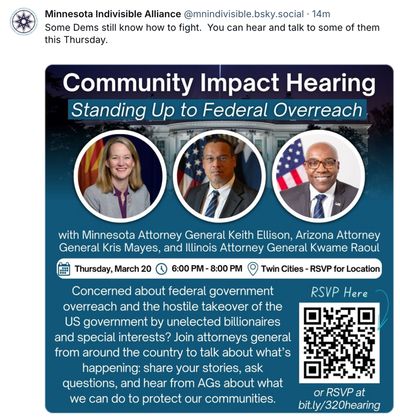 Minnesota Indivisible Alliance @mnindivisible.bsky.social · 14m
Some Dems still know how to fight.  You can hear and talk to some of them
this Thursday.
Community Impact Hearing
Standing Up to Federal Overreach
with Minnesota Attorney General Keith Ellison, Arizona Attorney
General Kris Mayes, and Illinois Attorney General Kwame Raoul
Thursday, March 20 6:00 PM - 8:00 PM Twin Cities - RSVP for Location
Concerned about federal government
overreach and the hostile takeover of the
US government by unelected billionaires
and special interests? Join attorneys general
from around the country to talk about what's
happening: share your stories, ask
questions, and hear from AGs about what
we can do to protect our communities.
RSVP Here
or RSVP at
bit.ly/320hearing